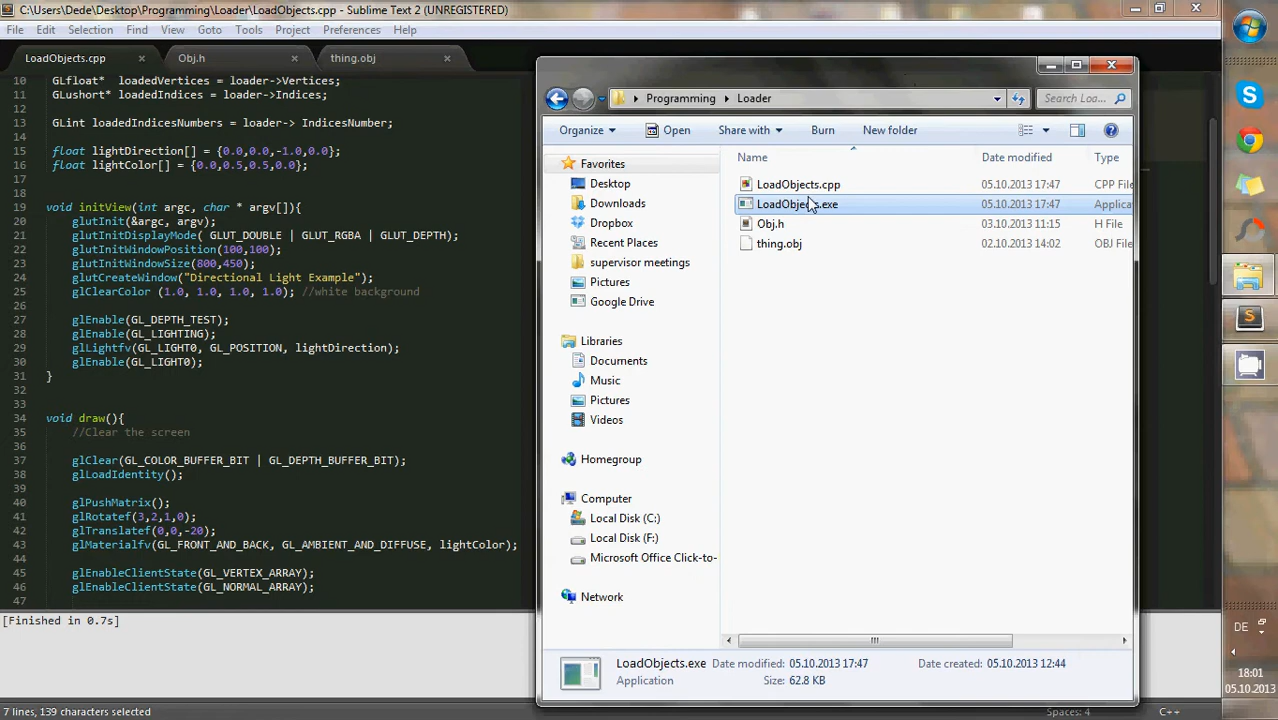 C:\Users\Dede\Desktop\Programming\Loader\LoadObjects.cpp - Sublime Text 2 (UNREGISTERED)
File Edit Selection Find View Goto Tools Project Preferences Help
LoadObjects.cpp Obj.h thing.obj
10 GLfloat* loadedVertices = loader->Vertices;
11 GLushort* loadedIndices = loader->Indices;
12
13 GLint loadedIndicesNumbers = loader-> IndicesNumber;
14
15 float lightDirection[] = {0.0,0.0,-1.0,0.0};
16 float lightColor[] = {0.0,0.5,0.5,0.0};
17
18
19 void initView(int argc, char * argv[]){
20 glutInit(&argc, argv);
21 glutInitDisplayMode( GLUT_DOUBLE | GLUT_RGBA | GLUT_DEPTH);
22 glutInitWindowPosition(100,100);
23 glutInitWindowSize(800,450);
24 glutCreateWindow("Directional Light Example");
25 glClearColor (1.0, 1.0, 1.0, 1.0); //white background
26
27 glEnable(GL_DEPTH_TEST);
28 glEnable(GL_LIGHTING);
29 glLightfv(GL_LIGHT0, GL_POSITION, lightDirection);
30 glEnable(GL_LIGHT0);
31 }
32
33
34 void draw(){
35 //Clear the screen
36
37 glClear(GL_COLOR_BUFFER_BIT | GL_DEPTH_BUFFER_BIT);
38 glLoadIdentity();
39
40 glPushMatrix();
41 glRotatef(3,2,1,0);
42 glTranslatef(0,0,-20);
43 glMaterialfv(GL_FRONT_AND_BACK, GL_AMBIENT_AND_DIFFUSE, lightColor);
44
45 glEnableClientState(GL_VERTEX_ARRAY);
46 glEnableClientState(GL_NORMAL_ARRAY);
47
[Finished in 0.7s]
7 lines, 139 characters selected
Spaces: 4 C++
Programming Loader
Search Loa...
Organize Open Share with Burn New folder
Favorites
Desktop
Downloads
Dropbox
Recent Places
supervisor meetings
Pictures
Google Drive
Libraries
Documents
Music
Pictures
Videos
Homegroup
Computer
Local Disk (C:)
Local Disk (F:)
Microsoft Office Click-to-
Network
Name Date modified Type
LoadObjects.cpp 05.10.2013 17:47 CPP File
LoadObjects.exe 05.10.2013 17:47 Applica
Obj.h 03.10.2013 11:15 H File
thing.obj 02.10.2013 14:02 OBJ File
LoadObjects.exe Date modified: 05.10.2013 17:47 Date created: 05.10.2013 12:44
Application Size: 62.8 KB
DE
18:01
05.10.2013